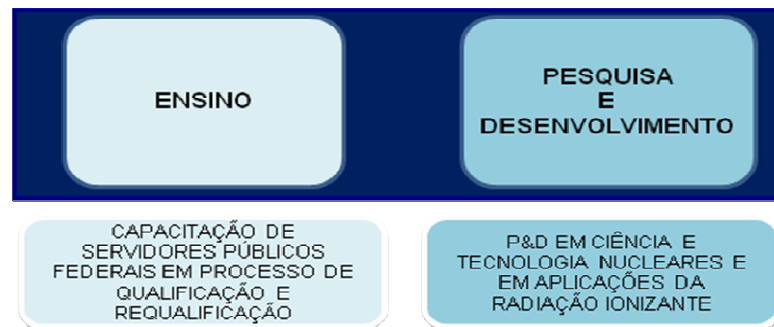 ENSINO
PESQUISA
E
DESENVOLVIMENTO
CAPACITAÇÃO DE
SERVIDORES PÚBLICOS
FEDERAIS EM PROCESSO DE
QUALIFICAÇÃO E
REQUALIFICAÇÃO
P&D EM CIÊNCIA E
TECNOLOGIA NUCLEARES E
EM APLICAÇÕES DA
RADIAÇÃO IONIZANTE